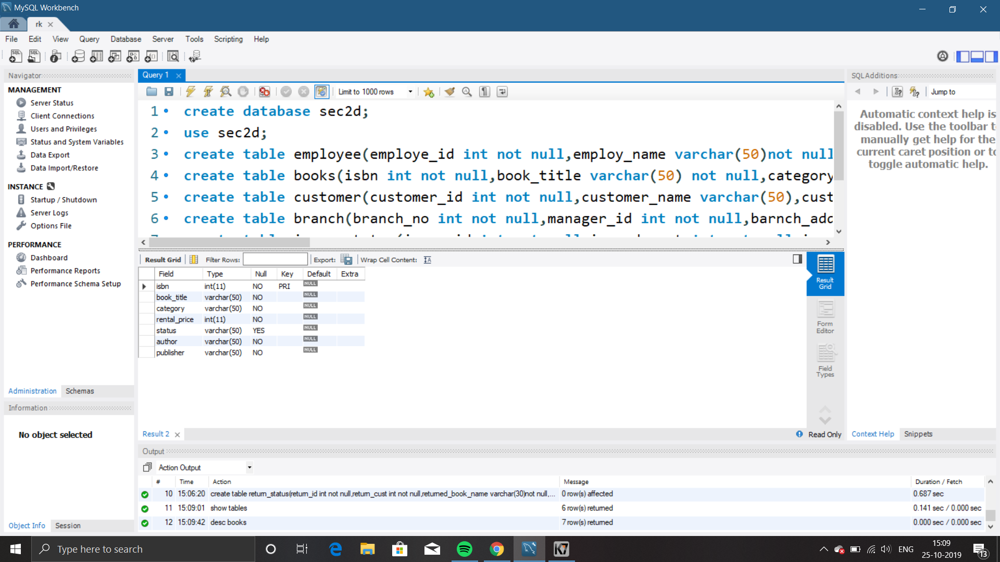 MySQL Workbench
rk
File Edit View Query Database Server Tools Scripting Help
Navigator
MANAGEMENT
Server Status
Client Connections
Users and Privileges
Status and System Variables
Data Export
Data Import/Restore
INSTANCE
Startup / Shutdown
Server Logs
Options File
PERFORMANCE
Dashboard
Performance Reports
Performance Schema Setup
Administration Schemas
Information
No object selected
Object Info Session
Query 1
Limit to 1000 rows
1 create database sec2d;
2 use sec2d;
3 create table employee(employe_id int not null,employ_name varchar(50)not null
4 create table books(isbn int not null,book_title varchar(50) not null,category
5 create table customer(customer_id int not null,customer_name varchar(50),cust
6 create table branch(branch_no int not null,manager_id int not null,barnch_add
Result Grid Filter Rows: Export: Wrap Cell Content:
Field Type Null Key Default Extra
isbn int(11) NO PRI NULL
book_title varchar(50) NO NULL
category varchar(50) NO NULL
rental_price int(11) NO NULL
status varchar(50) YES NULL
author varchar(50) NO NULL
publisher varchar(50) NO NULL
Result
Grid
Form
Editor
Field
Types
Result 2
Read Only
SQLAdditions
Jump to
Automatic context help is
disabled. Use the toolbar t
manually get help for the
current caret position or to
toggle automatic help.
Context Help Snippets
Output
Action Output
# Time Action Message Duration / Fetch
10 15:06:20 create table return_status(return_id int not null,return_cust int not null,returned_book_name varchar(30)not null,... 0 row(s) affected 0.687 sec
11 15:09:01 show tables 6 row(s) returned 0.141 sec / 0.000 sec
12 15:09:42 desc books 7 row(s) returned 0.000 sec / 0.000 sec
Type here to search
K7
ENG
15:09
25-10-2019
13